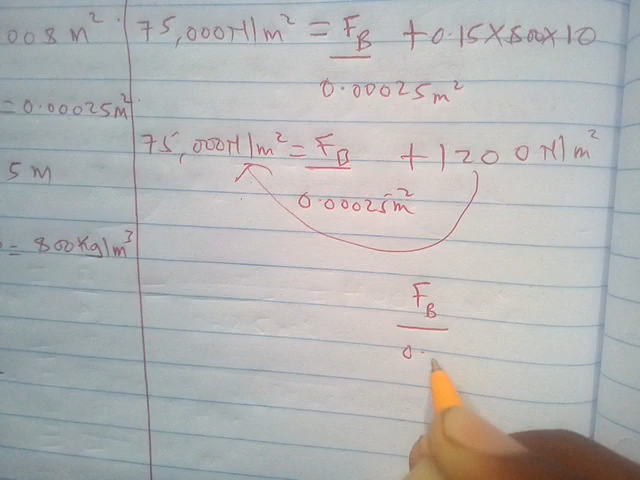 008 m² 75,000N/m² = F_B + 0.15×800×10
0.00025m²
= 0.00025m²
75,000N/m² = F_B + 1200N/m²
0.00025m²
5 m
= 800kg/m³
F_B
0.